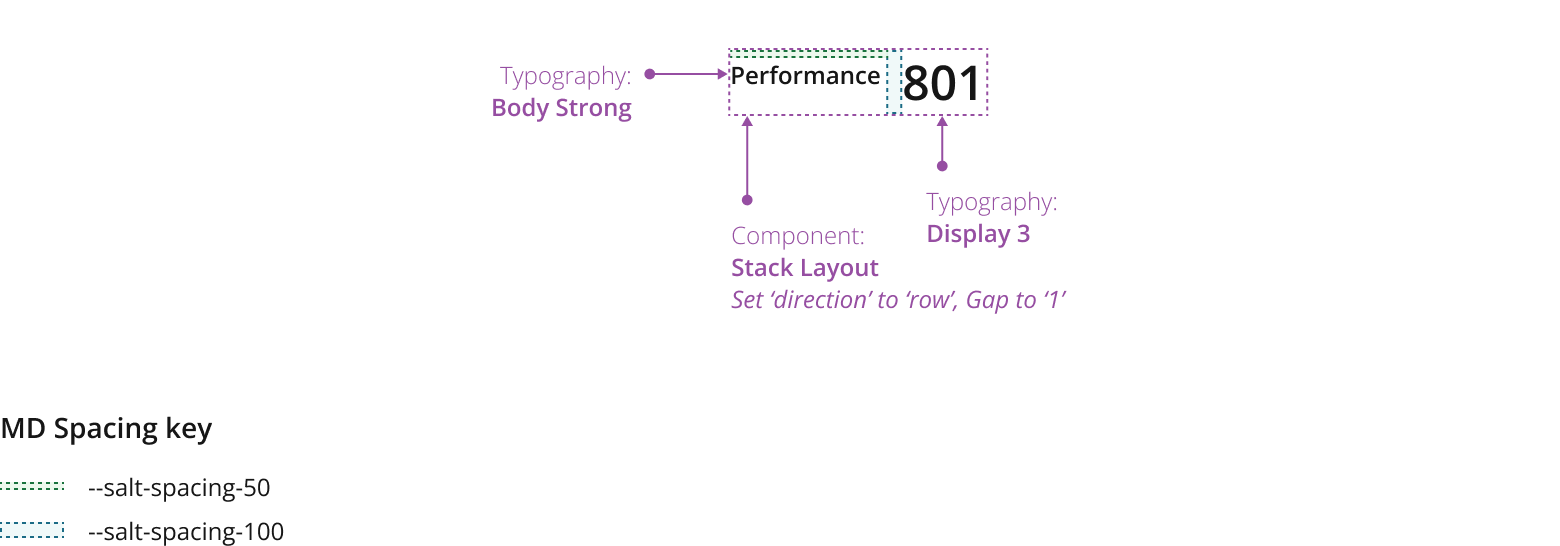 Typography:
Body Strong
Performance 801
Typography:
Display 3
Component:
Stack Layout
Set ‘direction’ to ‘row’, Gap to ‘1’
MD Spacing key
--salt-spacing-50
--salt-spacing-100